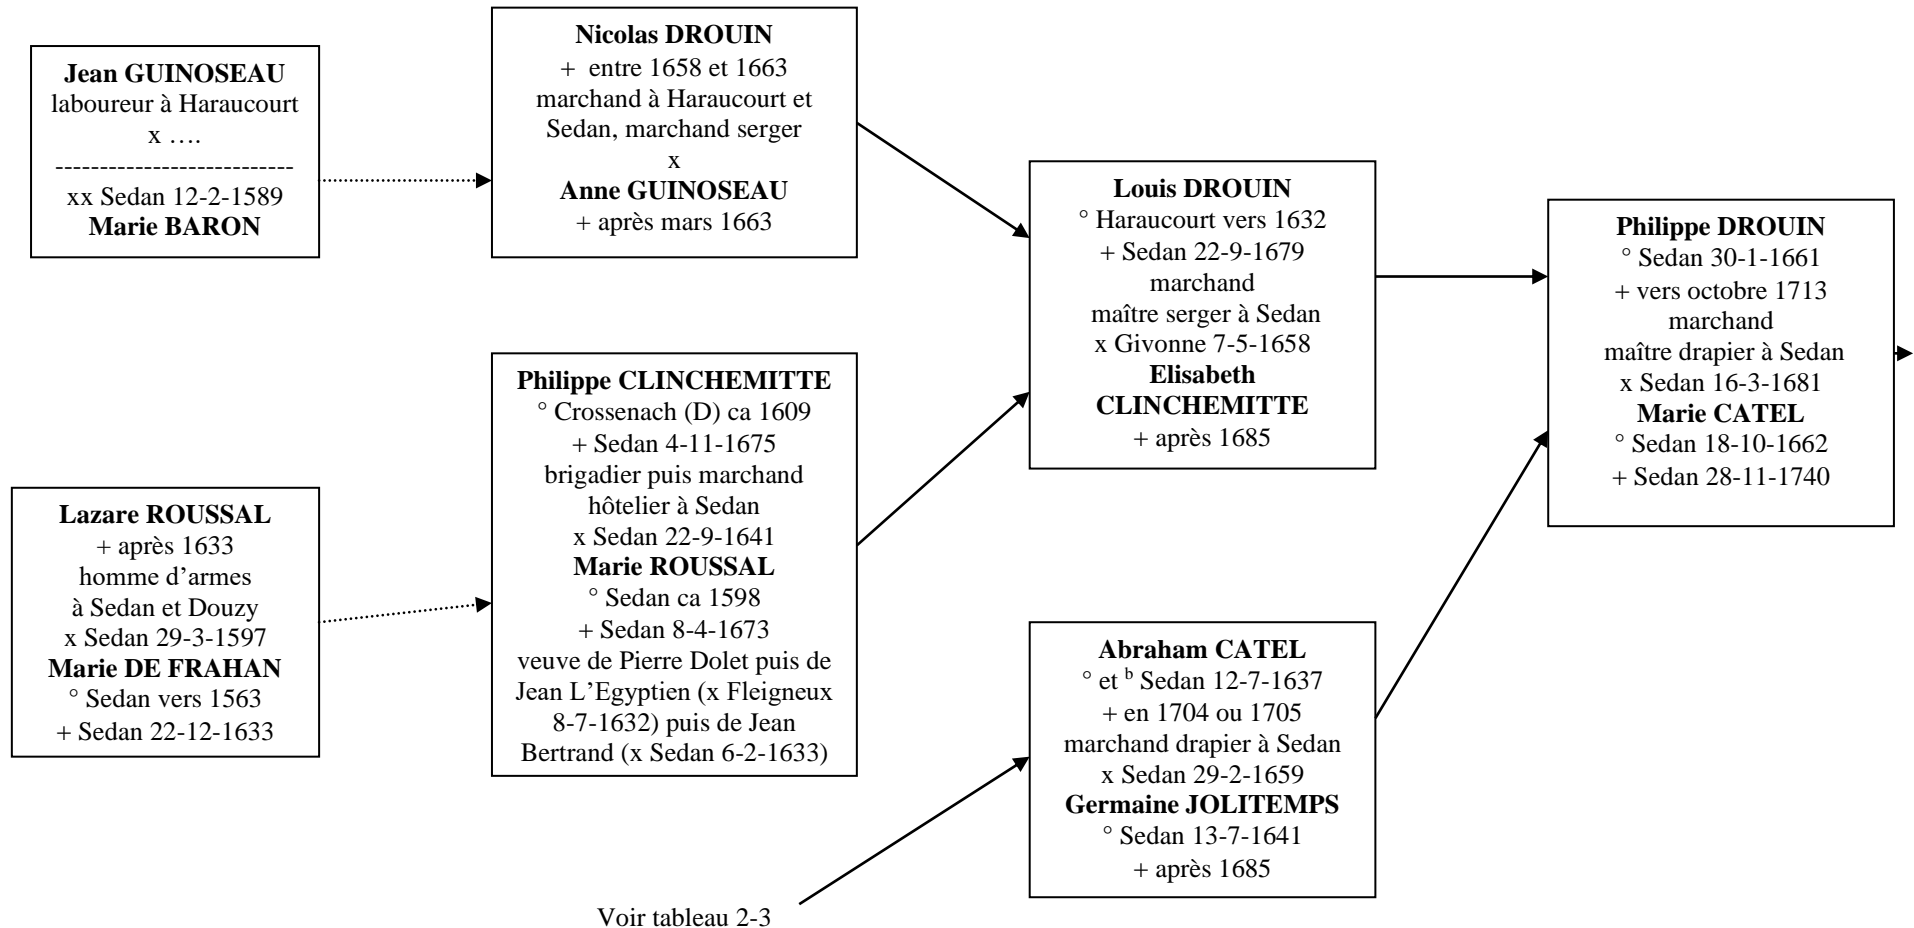 Jean GUINOSEAU
laboureur à Haraucourt
x ….
---------------------------
xx Sedan 12-2-1589
Marie BARON
Nicolas DROUIN
+ entre 1658 et 1663
marchand à Haraucourt et
Sedan, marchand serger
x
Anne GUINOSEAU
+ après mars 1663
Lazare ROUSSAL
+ après 1633
homme d’armes
à Sedan et Douzy
x Sedan 29-3-1597
Marie DE FRAHAN
° Sedan vers 1563
+ Sedan 22-12-1633
Philippe CLINCHEMITTE
° Crossenach (D) ca 1609
+ Sedan 4-11-1675
brigadier puis marchand
hôtelier à Sedan
x Sedan 22-9-1641
Marie ROUSSAL
° Sedan ca 1598
+ Sedan 8-4-1673
veuve de Pierre Dolet puis de
Jean L’Egyptien (x Fleigneux
8-7-1632) puis de Jean
Bertrand (x Sedan 6-2-1633)
Louis DROUIN
° Haraucourt vers 1632
+ Sedan 22-9-1679
marchand
maître serger à Sedan
x Givonne 7-5-1658
Elisabeth
CLINCHEMITTE
+ après 1685
Abraham CATEL
° et b Sedan 12-7-1637
+ en 1704 ou 1705
marchand drapier à Sedan
x Sedan 29-2-1659
Germaine JOLITEMPS
° Sedan 13-7-1641
+ après 1685
Voir tableau 2-3
Philippe DROUIN
° Sedan 30-1-1661
+ vers octobre 1713
marchand
maître drapier à Sedan
x Sedan 16-3-1681
Marie CATEL
° Sedan 18-10-1662
+ Sedan 28-11-1740